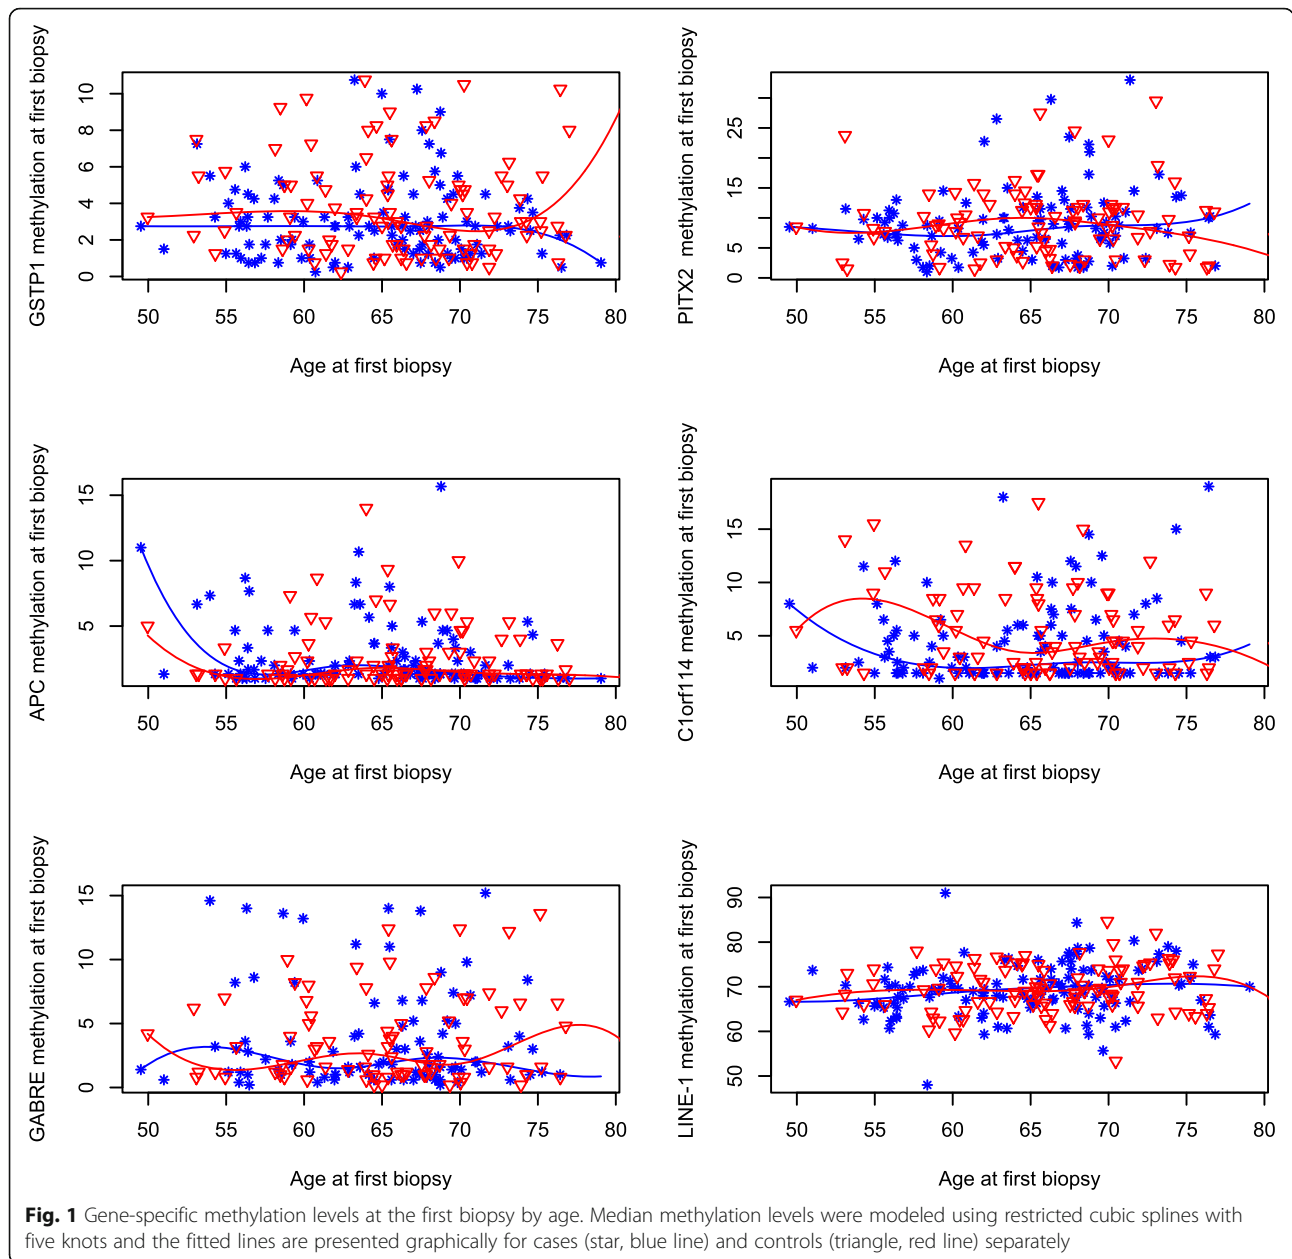 GSTP1 methylation at first biopsy
10
8
6
4
2
0
50 55 60 65 70 75 80
Age at first biopsy
PITX2 methylation at first biopsy
25
15
5
0
50 55 60 65 70 75 80
Age at first biopsy
APC methylation at first biopsy
15
10
5
50 55 60 65 70 75 80
Age at first biopsy
C1orf114 methylation at first biopsy
15
10
5
50 55 60 65 70 75 80
Age at first biopsy
GABRE methylation at first biopsy
15
10
5
0
50 55 60 65 70 75 80
Age at first biopsy
LINE-1 methylation at first biopsy
90
80
70
60
50
50 55 60 65 70 75 80
Age at first biopsy
Fig. 1 Gene-specific methylation levels at the first biopsy by age. Median methylation levels were modeled using restricted cubic splines with
five knots and the fitted lines are presented graphically for cases (star, blue line) and controls (triangle, red line) separately